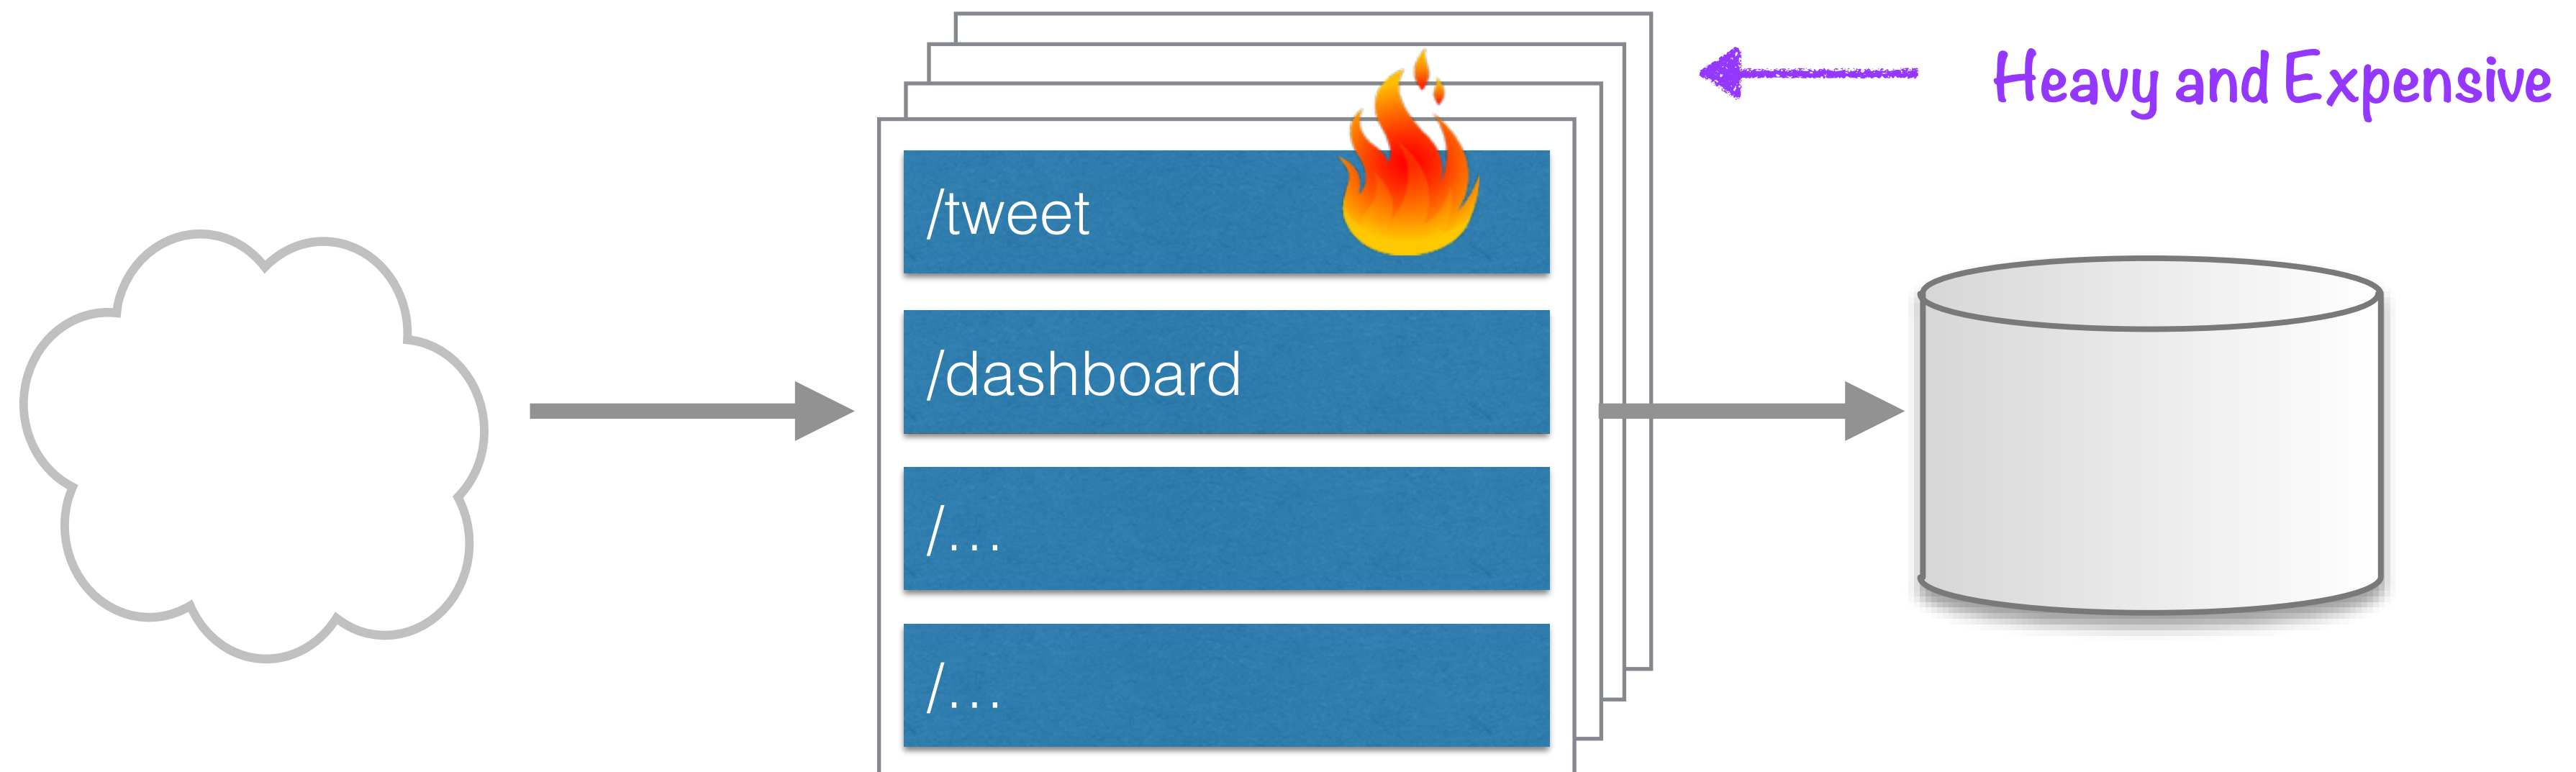 Heavy and Expensive
/tweet
/dashboard
/...
/...